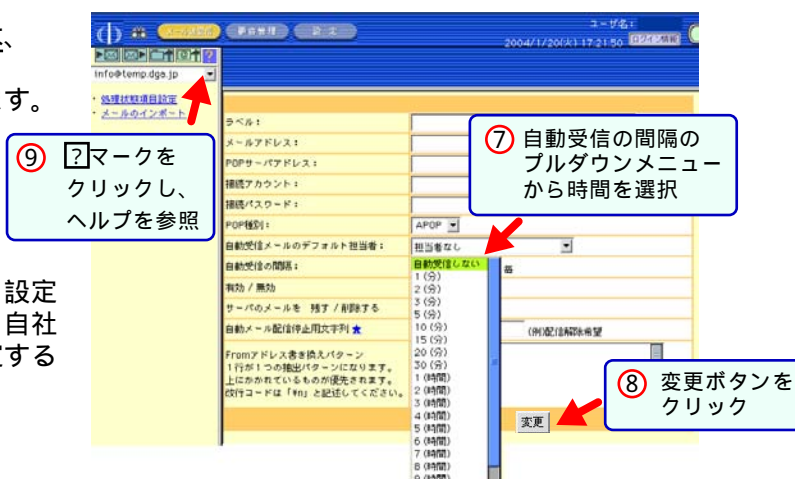 ユーザ名：
2004/1/20(火) 17:21:50 ログイン情報
info@temp.dga.jp
・処理状態項目設定
・メールのインポート
す。
⑨ ?マークを
クリックし、
ヘルプを参照
設定
自社
する
ラベル：
メールアドレス：
POPサーバアドレス：
接続アカウント：
接続パスワード：
POP種別： APOP
自動受信メールのデフォルト担当者： 担当者なし
自動受信の間隔： 自動受信しない 毎
有効 / 無効
サーバのメールを 残す / 削除する
自動メール配信停止用文字列 ★ (例)配信解除希望
Fromアドレス書き換えパターン
1行が1つの抽出パターンになります。
上にかかれているものが優先されます。
改行コードは「¥n」と記述してください。
1 (分)
2 (分)
3 (分)
5 (分)
10 (分)
15 (分)
20 (分)
30 (分)
1 (時間)
2 (時間)
3 (時間)
4 (時間)
5 (時間)
6 (時間)
7 (時間)
8 (時間)
9 (時間)
変更
⑦ 自動受信の間隔の
プルダウンメニュー
から時間を選択
⑧ 変更ボタンを
クリック